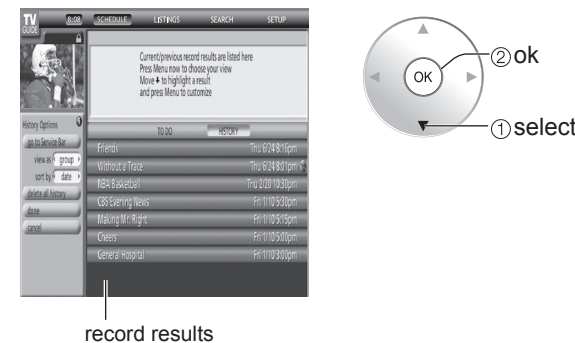 TV GUIDE 8:08 SCHEDULE LISTINGS SEARCH SETUP
Current/previous record results are listed here
Press Menu now to choose your view
Move to highlight a result
and press Menu to customize
History Options
go to Service Bar
view as group
sort by date
delete all history
done
cancel
TO DO HISTORY
Friends Thu 6/24 8:16pm
Without a Trace Thu 6/24 8:01pm
NBA Basketball Thu 2/20 10:30pm
CBS Evening News Fri 1/10 5:30pm
Making Mr. Right Fri 1/10 5:15pm
Cheers Fri 1/10 5:00pm
General Hospital Fri 1/10 3:00pm
record results
OK
② ok
① select